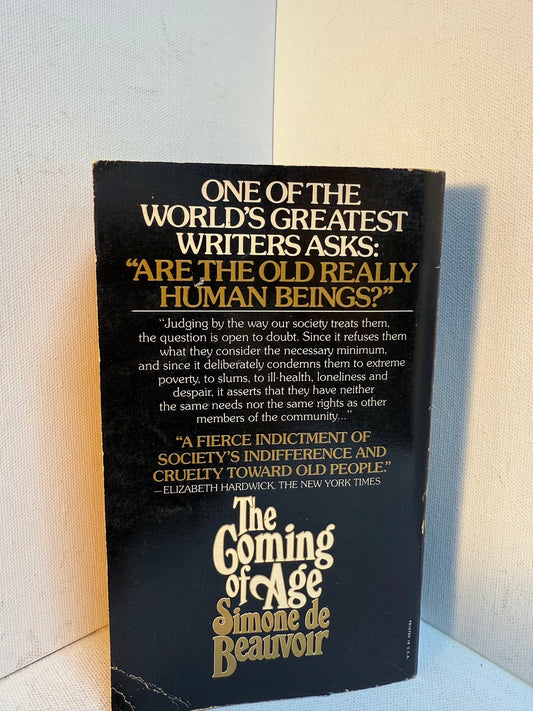 ONE OF THE
WORLD'S GREATEST
WRITERS ASKS:
"ARE THE OLD REALLY
HUMAN BEINGS?"
"Judging by the way our society treats them,
the question is open to doubt. Since it refuses them
what they consider the necessary minimum,
and since it deliberately condemns them to extreme
poverty, to slums, to ill-health, loneliness and
despair, it asserts that they have neither
the same needs nor the same rights as other
members of the community..."
"A FIERCE INDICTMENT OF
SOCIETY'S INDIFFERENCE AND
CRUELTY TOWARD OLD PEOPLE."
—ELIZABETH HARDWICK, THE NEW YORK TIMES
The
Coming
of Age
Simone de
Beauvoir
PRINTED IN U.S.A.